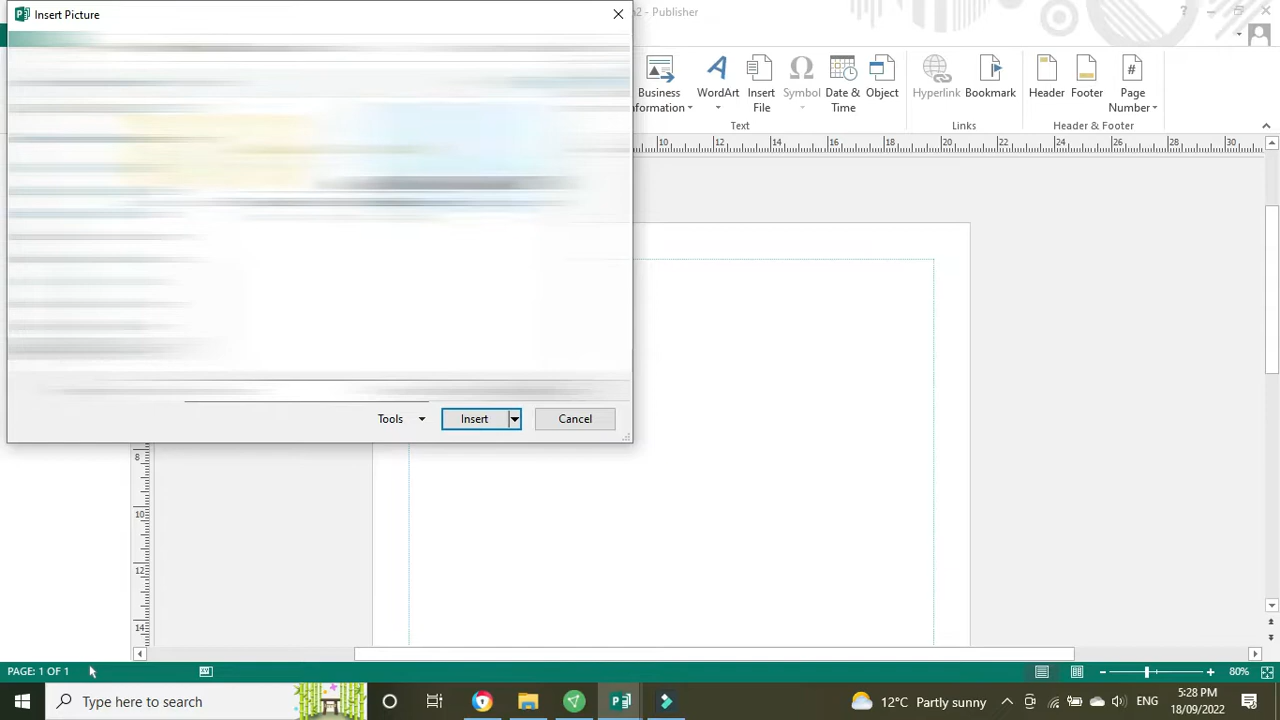 Insert Picture
n2 - Publisher
Business
nformation
WordArt
Insert
File
Symbol
Date &
Time
Object
Hyperlink
Bookmark
Header
Footer
Page
Number
Text
Links
Header & Footer
10 12 14 16 18 20 22 24 26 28 30
Tools
Insert
Cancel
8
10
12
14
PAGE: 1 OF 1
80%
Type here to search
12°C Partly sunny
ENG
5:28 PM
18/09/2022